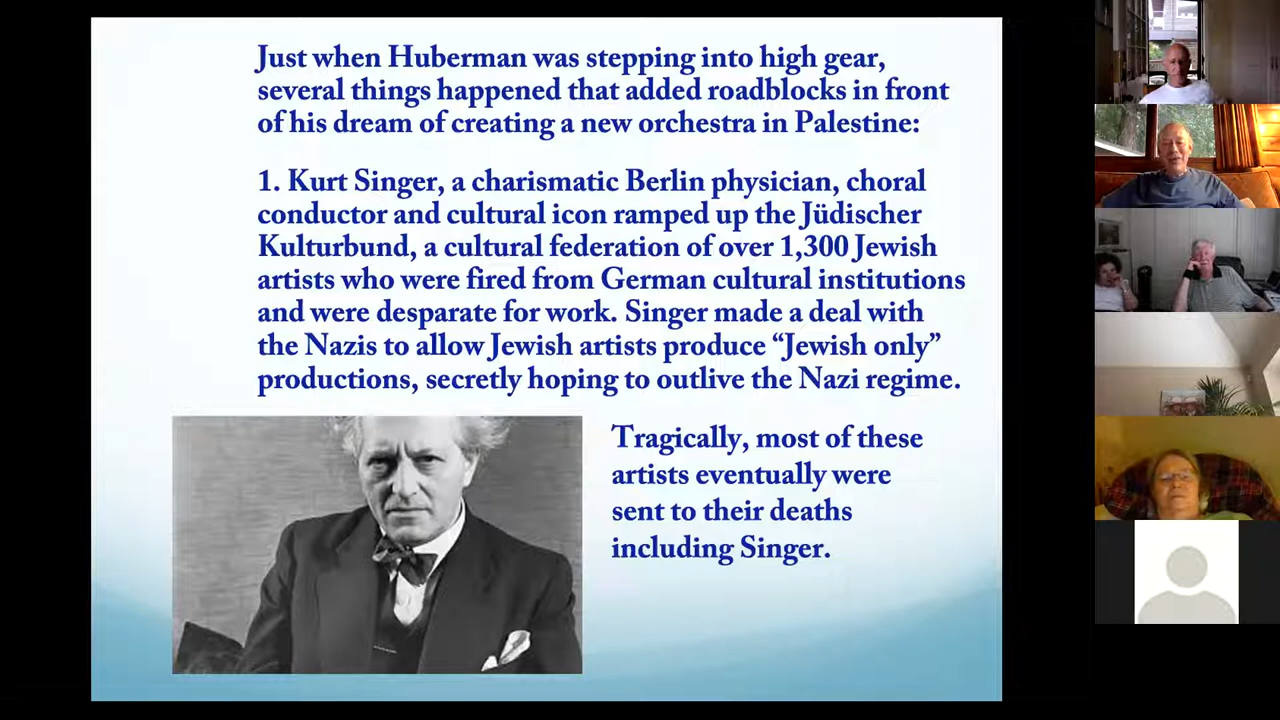 Just when Huberman was stepping into high gear,
several things happened that added roadblocks in front
of his dream of creating a new orchestra in Palestine:
1. Kurt Singer, a charismatic Berlin physician, choral
conductor and cultural icon ramped up the Jüdischer
Kulturbund, a cultural federation of over 1,300 Jewish
artists who were fired from German cultural institutions
and were desparate for work. Singer made a deal with
the Nazis to allow Jewish artists produce “Jewish only”
productions, secretly hoping to outlive the Nazi regime.
Tragically, most of these
artists eventually were
sent to their deaths
including Singer.